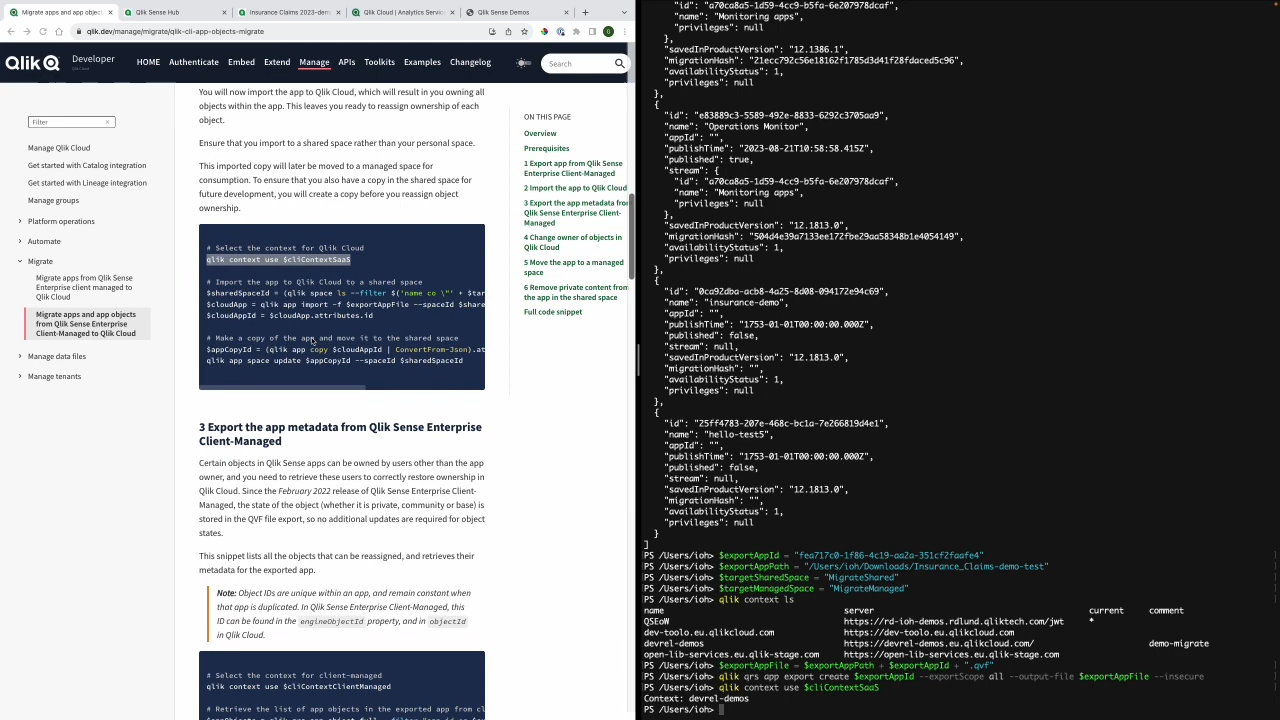 Migrate apps and app objec
Qlik Sense Hub
Insurance Claims 2023-dem
Qlik Cloud | Analytics Servic
Qlik Sense Demos
qlik.dev/manage/migrate/qlik-cli-app-objects-migrate
Qlik
Developer
HOME
Authenticate
Embed
Extend
Manage
APIs
Toolkits
Examples
Changelog
Search
Filter
Manage Qlik Cloud
Get started with Catalog integration
Get started with Lineage integration
Manage groups
Platform operations
Automate
Migrate
Migrate apps from Qlik Sense
Enterprise client managed to
Qlik Cloud
Migrate apps and app objects
from Qlik Sense Enterprise
Client-Managed to Qlik Cloud
Manage data files
Manage tenants
You will now import the app to Qlik Cloud, which will result in you owning all
objects within the app. This leaves you ready to reassign ownership of each
object.
Ensure that you import to a shared space rather than your personal space.
This imported copy will later be moved to a managed space for
consumption. To ensure that you also have a copy in the shared space for
future development, you will create a copy before you reassign object
ownership.
# Select the context for Qlik Cloud
qlik context use $cliContextSaaS
# Import the app to Qlik Cloud to a shared space
$sharedSpaceId = (qlik space ls --filter $('name co \"' + $tar
$cloudApp = qlik app import -f $exportAppFile --spaceId $share
$cloudAppId = $cloudApp.attributes.id
# Make a copy of the app and move it to the shared space
$appCopyId = (qlik app copy $cloudAppId | ConvertFrom-Json).at
qlik app space update $appCopyId --spaceId $sharedSpaceId
3 Export the app metadata from Qlik Sense Enterprise
Client-Managed
Certain objects in Qlik Sense apps can be owned by users other than the app
owner, and you need to retrieve these users to correctly restore ownership in
Qlik Cloud. Since the February 2022 release of Qlik Sense Enterprise Client-
Managed, the state of the object (whether it is private, community or base) is
stored in the QVF file export, so no additional updates are required for object
states.
This snippet lists all the objects that can be reassigned, and retrieves their
metadata for the exported app.
Note: Object IDs are unique within an app, and remain constant when
that app is duplicated. In Qlik Sense Enterprise Client-Managed, this
ID can be found in the engineObjectId property, and in objectId
in Qlik Cloud.
# Select the context for client-managed
qlik context use $cliContextClientManaged
# Retrieve the list of app objects in the exported app from cl
ON THIS PAGE
Overview
Prerequisites
1 Export app from Qlik Sense
Enterprise Client-Managed
2 Import the app to Qlik Cloud
3 Export the app metadata from
Qlik Sense Enterprise Client-
Managed
4 Change owner of objects in
Qlik Cloud
5 Move the app to a managed
space
6 Remove private content from
the app in the shared space
Full code snippet
"id": "a70ca8a5-1d59-4cc9-b5fa-6e207978dcaf",
"name": "Monitoring apps",
"privileges": null
},
"savedInProductVersion": "12.1386.1",
"migrationHash": "21ecc792c56e18162f1785d3d41f28fdaced5c96",
"availabilityStatus": 1,
"privileges": null
},
{
"id": "e83889c3-5589-492e-8833-6292c3705aa9",
"name": "Operations Monitor",
"appId": "",
"publishTime": "2023-08-21T10:58:58.415Z",
"published": true,
"stream": {
"id": "a70ca8a5-1d59-4cc9-b5fa-6e207978dcaf",
"name": "Monitoring apps",
"privileges": null
},
"savedInProductVersion": "12.1813.0",
"migrationHash": "504d4e39a7133ee172fbe29aa58348b1e4054149",
"availabilityStatus": 1,
"privileges": null
},
{
"id": "0ca92dba-acb8-4a25-8d08-094172e94c69",
"name": "insurance-demo",
"appId": "",
"publishTime": "1753-01-01T00:00:00.000Z",
"published": false,
"stream": null,
"savedInProductVersion": "12.1813.0",
"migrationHash": "",
"availabilityStatus": 1,
"privileges": null
},
{
"id": "25ff4783-207e-468c-bc1a-7e266819d4e1",
"name": "hello-test5",
"appId": "",
"publishTime": "1753-01-01T00:00:00.000Z",
"published": false,
"stream": null,
"savedInProductVersion": "12.1813.0",
"migrationHash": "",
"availabilityStatus": 1,
"privileges": null
}
]
PS /Users/ioh> $exportAppId = "fea717c0-1f86-4c19-aa2a-351cf2faafe4"
PS /Users/ioh> $exportAppPath = "/Users/ioh/Downloads/Insurance_Claims-demo-test"
PS /Users/ioh> $targetSharedSpace = "MigrateShared"
PS /Users/ioh> $targetManagedSpace = "MigrateManaged"
PS /Users/ioh> qlik context ls
name server current comment
QSEoW https://rd-ioh-demos.rdlund.qliktech.com/jwt *
dev-toolo.eu.qlikcloud.com https://dev-toolo.eu.qlikcloud.com
devrel-demos https://devrel-demos.eu.qlikcloud.com/ demo-migrate
open-lib-services.eu.qlik-stage.com https://open-lib-services.eu.qlik-stage.com
PS /Users/ioh> $exportAppFile = $exportAppPath + $exportAppId + ".qvf"
PS /Users/ioh> qlik qrs app export create $exportAppId --exportScope all --output-file $exportAppFile --insecure
PS /Users/ioh> qlik context use $cliContextSaaS
Context: devrel-demos
PS /Users/ioh>